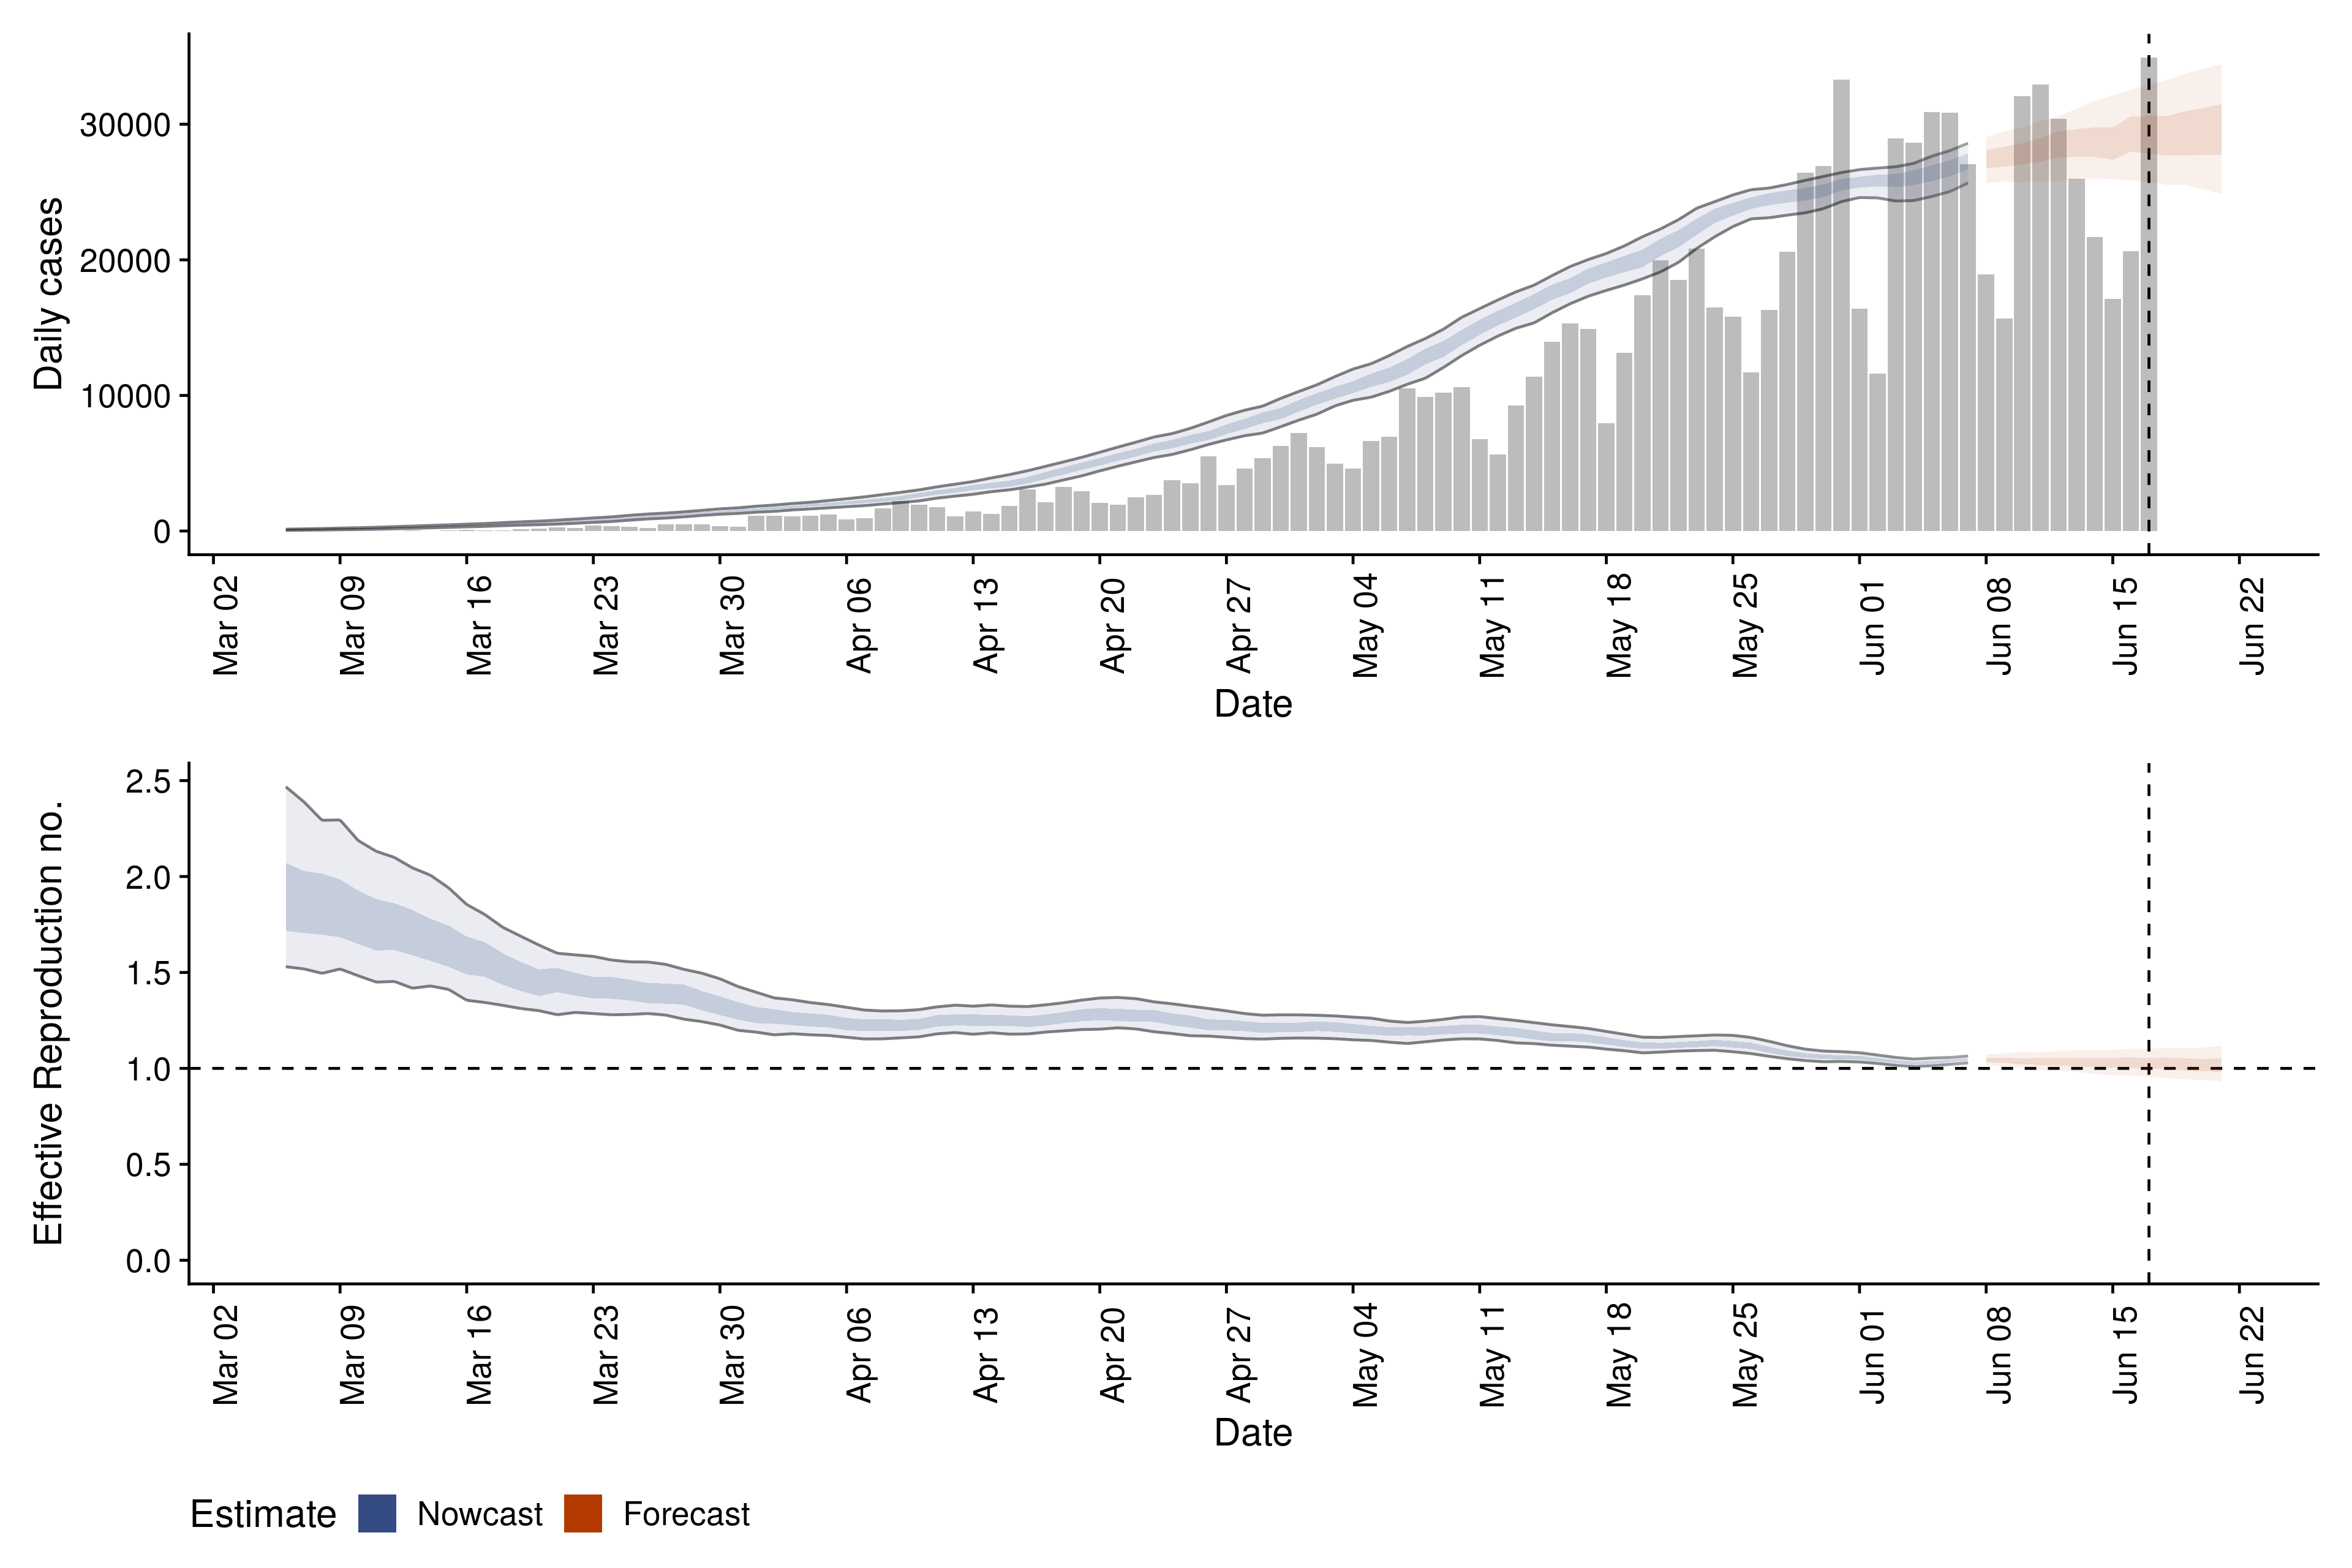 Daily cases
30000
20000
10000
0
Mar 02
Mar 09
Mar 16
Mar 23
Mar 30
Apr 06
Apr 13
Apr 20
Apr 27
May 04
May 11
May 18
May 25
Jun 01
Jun 08
Jun 15
Jun 22
Date
Effective Reproduction no.
2.5
2.0
1.5
1.0
0.5
0.0
Mar 02
Mar 09
Mar 16
Mar 23
Mar 30
Apr 06
Apr 13
Apr 20
Apr 27
May 04
May 11
May 18
May 25
Jun 01
Jun 08
Jun 15
Jun 22
Date
Estimate Nowcast Forecast